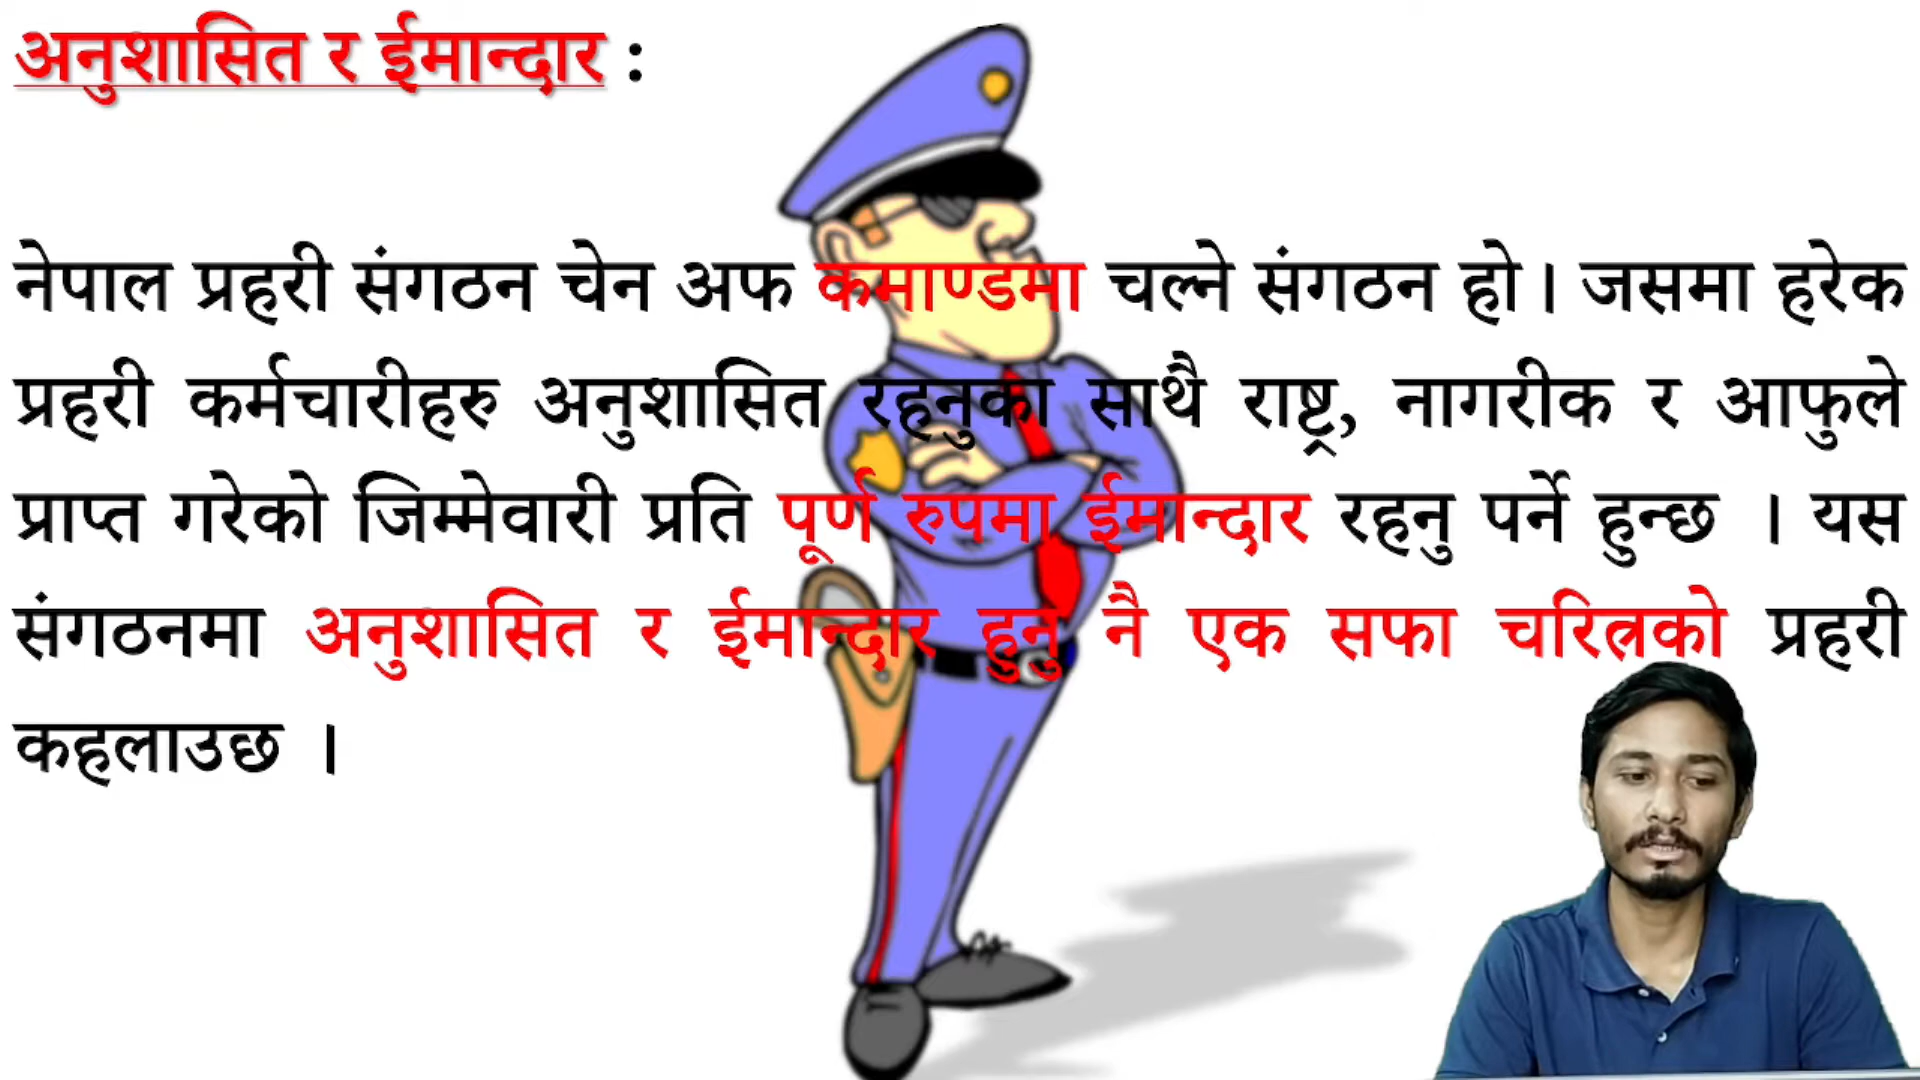 अनुशासित र ईमान्दार :
नेपाल प्रहरी संगठन चेन अफ कमाण्डमा चल्ने संगठन हो। जसमा हरेक
प्रहरी कर्मचारीहरु अनुशासित रहनुका साथै राष्ट्र, नागरीक र आफुले
प्राप्त गरेको जिम्मेवारी प्रति पूर्ण रुपमा ईमान्दार रहनु पर्ने हुन्छ । यस
संगठनमा अनुशासित र ईमान्दार हुनु नै एक सफा चरित्रको प्रहरी
कहलाउछ ।